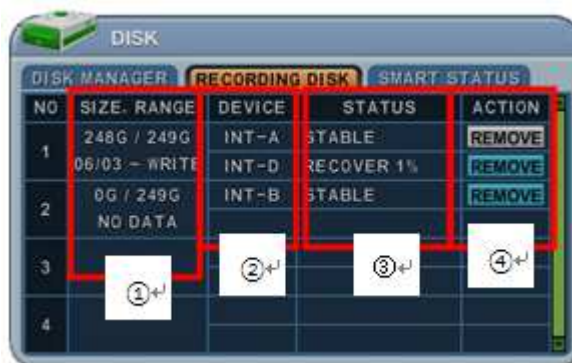 DISK
DISK MANAGER RECORDING DISK SMART STATUS
NO SIZE. RANGE DEVICE STATUS ACTION
1 248G / 249G INT-A STABLE REMOVE
06/03 - WRITE INT-D RECOVER 1% REMOVE
2 0G / 249G INT-B STABLE REMOVE
NO DATA
3
① ② ③ ④
4